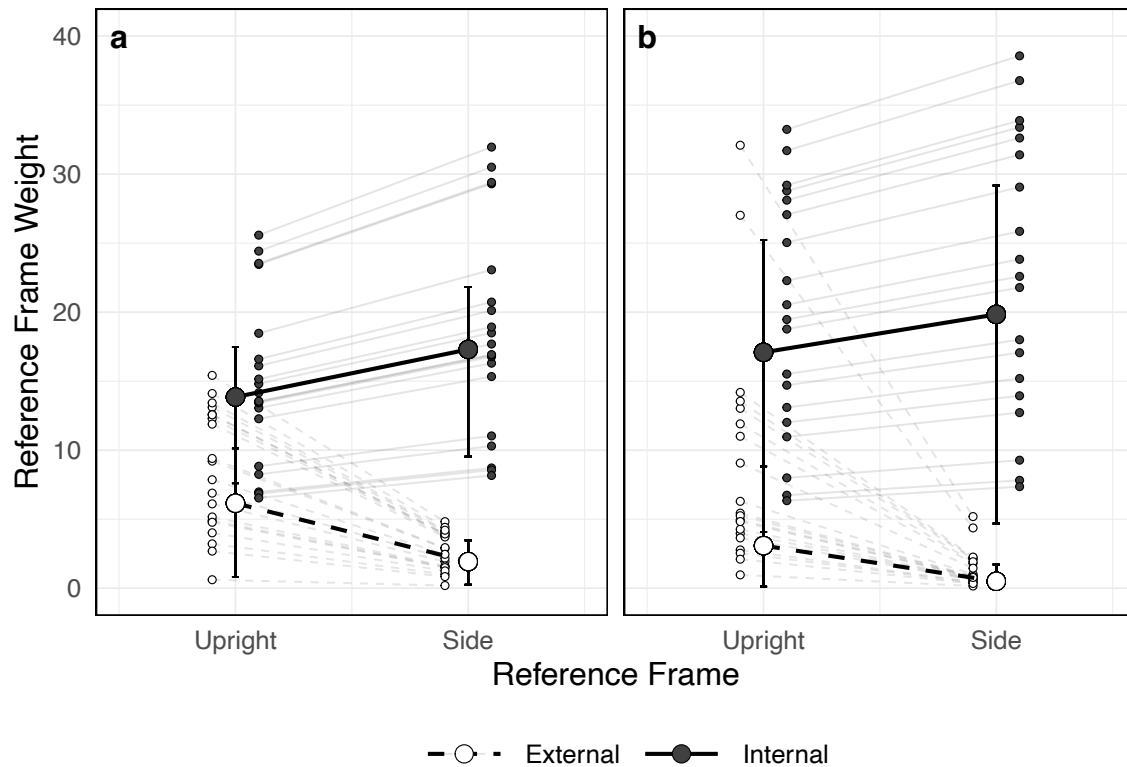 a
b
40
30
20
10
0
Reference Frame Weight
Upright
Side
Upright
Side
Reference Frame
External
Internal